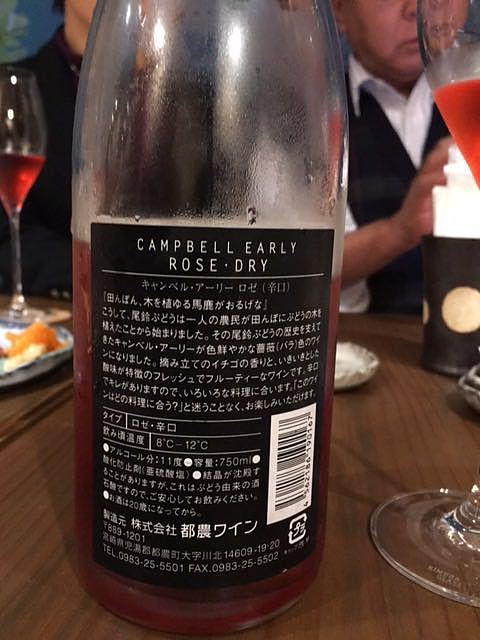 CAMPBELL EARLY
ROSE・DRY
キャンベル・アーリー ロゼ (辛口)
「田んぼん、木を植ゆる馬鹿がおるげな」
こうして、尾鈴ぶどうは一人の農民が田んぼにぶどうの木を
植えたことから始まりました。その尾鈴ぶどうの歴史を支えて
きたキャンベル・アーリーが色鮮やかな薔薇(バラ)色のワイ
ンになりました。摘み立てのイチゴの香りと、いきいきとした
酸味が特徴のフレッシュでフルーティーなワインです。辛口
でキレがありますので、いろいろな料理に合います。「このワイ
ンはどの料理に合う?」と迷うことなく、お楽しみいただけます。
タイプ ロゼ・辛口
飲み頃温度 8℃－12℃
●アルコール分:11度●容量:750ml●
酸化防止剤(亜硫酸塩)●結晶が沈殿す
ることがありますが、これはぶどう由来の酒
石酸ですので、ご安心してお飲みください。
●お酒は20歳になってから。
製造元 株式会社 都農ワイン
〒889-1201
宮崎県児湯郡都農町大字川北14609-19-20
TEL.0983-25-5501 FAX.0983-25-5502
4 562186 190167